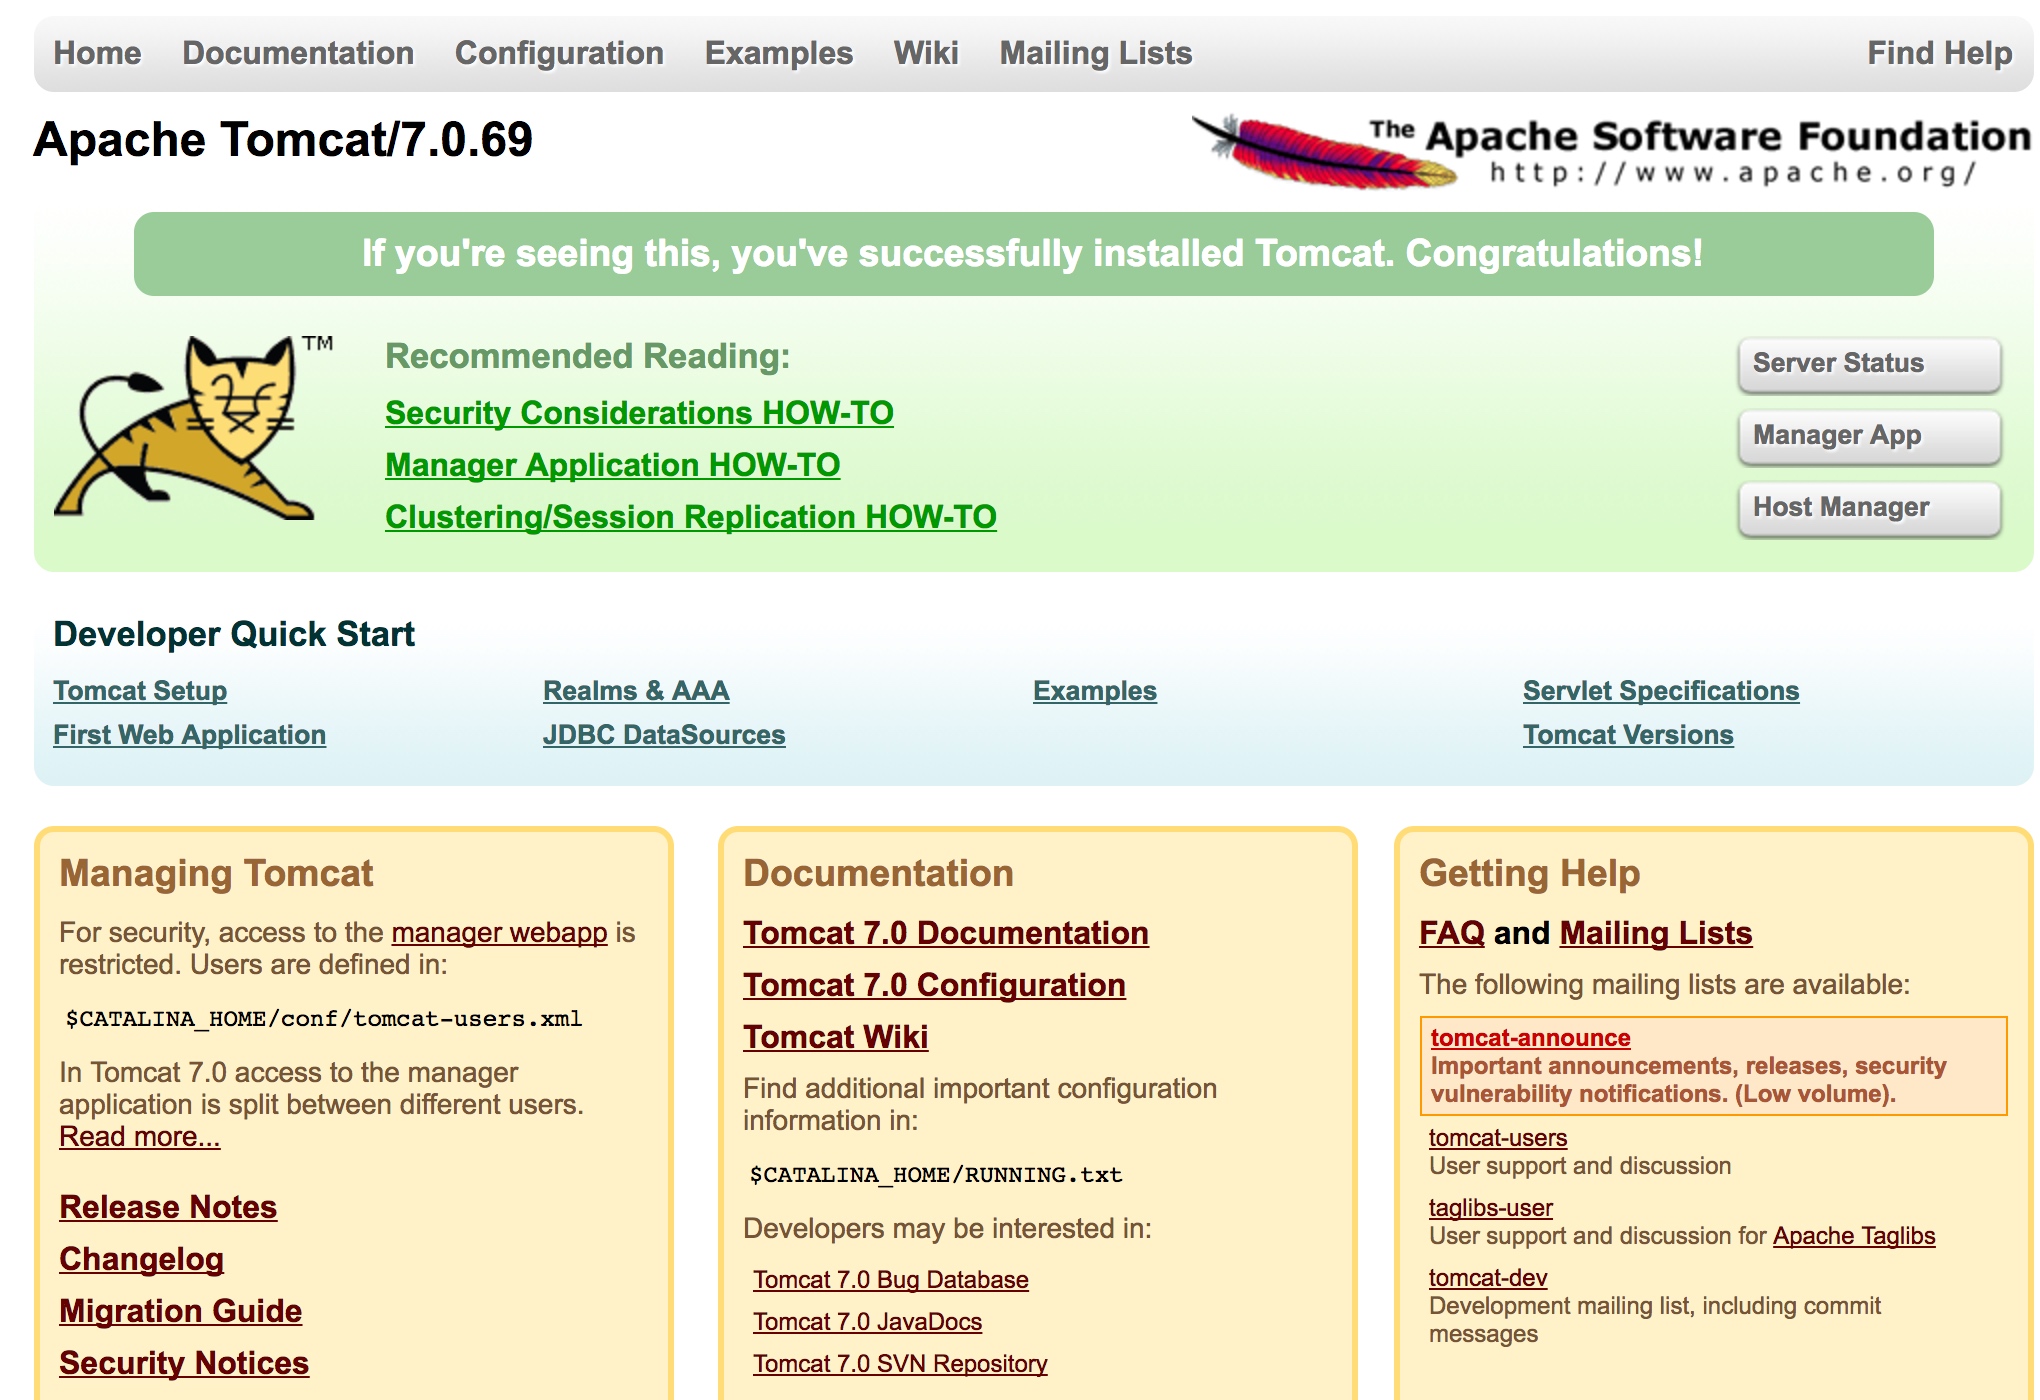 Home Documentation Configuration Examples Wiki Mailing Lists Find Help
Apache Tomcat/7.0.69
The Apache Software Foundation
http://www.apache.org/
If you're seeing this, you've successfully installed Tomcat. Congratulations!
TM
Recommended Reading:
Security Considerations HOW-TO
Manager Application HOW-TO
Clustering/Session Replication HOW-TO
Server Status
Manager App
Host Manager
Developer Quick Start
Tomcat Setup
First Web Application
Realms & AAA
JDBC DataSources
Examples
Servlet Specifications
Tomcat Versions
Managing Tomcat
For security, access to the manager webapp is
restricted. Users are defined in:
$CATALINA_HOME/conf/tomcat-users.xml
In Tomcat 7.0 access to the manager
application is split between different users.
Read more...
Release Notes
Changelog
Migration Guide
Security Notices
Documentation
Tomcat 7.0 Documentation
Tomcat 7.0 Configuration
Tomcat Wiki
Find additional important configuration
information in:
$CATALINA_HOME/RUNNING.txt
Developers may be interested in:
Tomcat 7.0 Bug Database
Tomcat 7.0 JavaDocs
Tomcat 7.0 SVN Repository
Getting Help
FAQ and Mailing Lists
The following mailing lists are available:
tomcat-announce
Important announcements, releases, security
vulnerability notifications. (Low volume).
tomcat-users
User support and discussion
taglibs-user
User support and discussion for Apache Taglibs
tomcat-dev
Development mailing list, including commit
messages